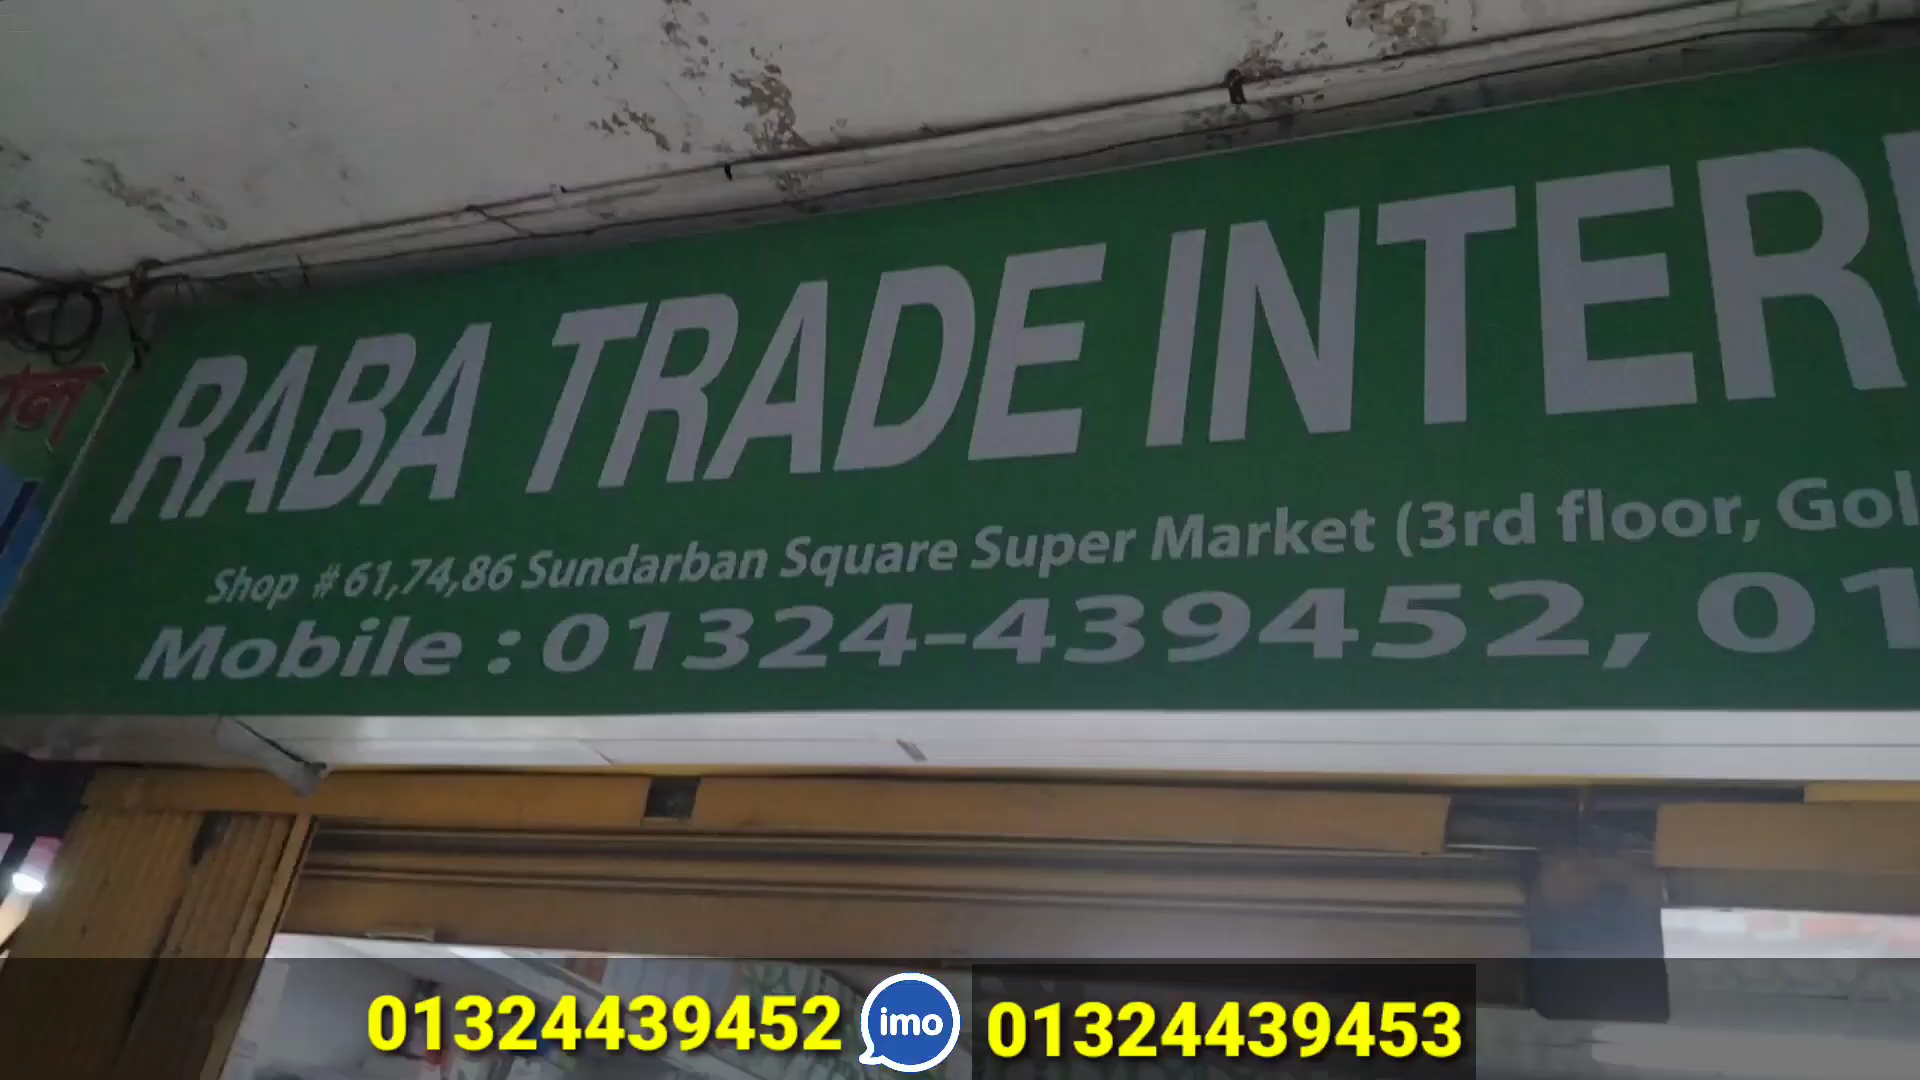 RABA TRADE INTER
Shop # 61,74,86 Sundarban Square Super Market (3rd floor, Gol
Mobile : 01324-439452, 01
01324439452 imo 01324439453